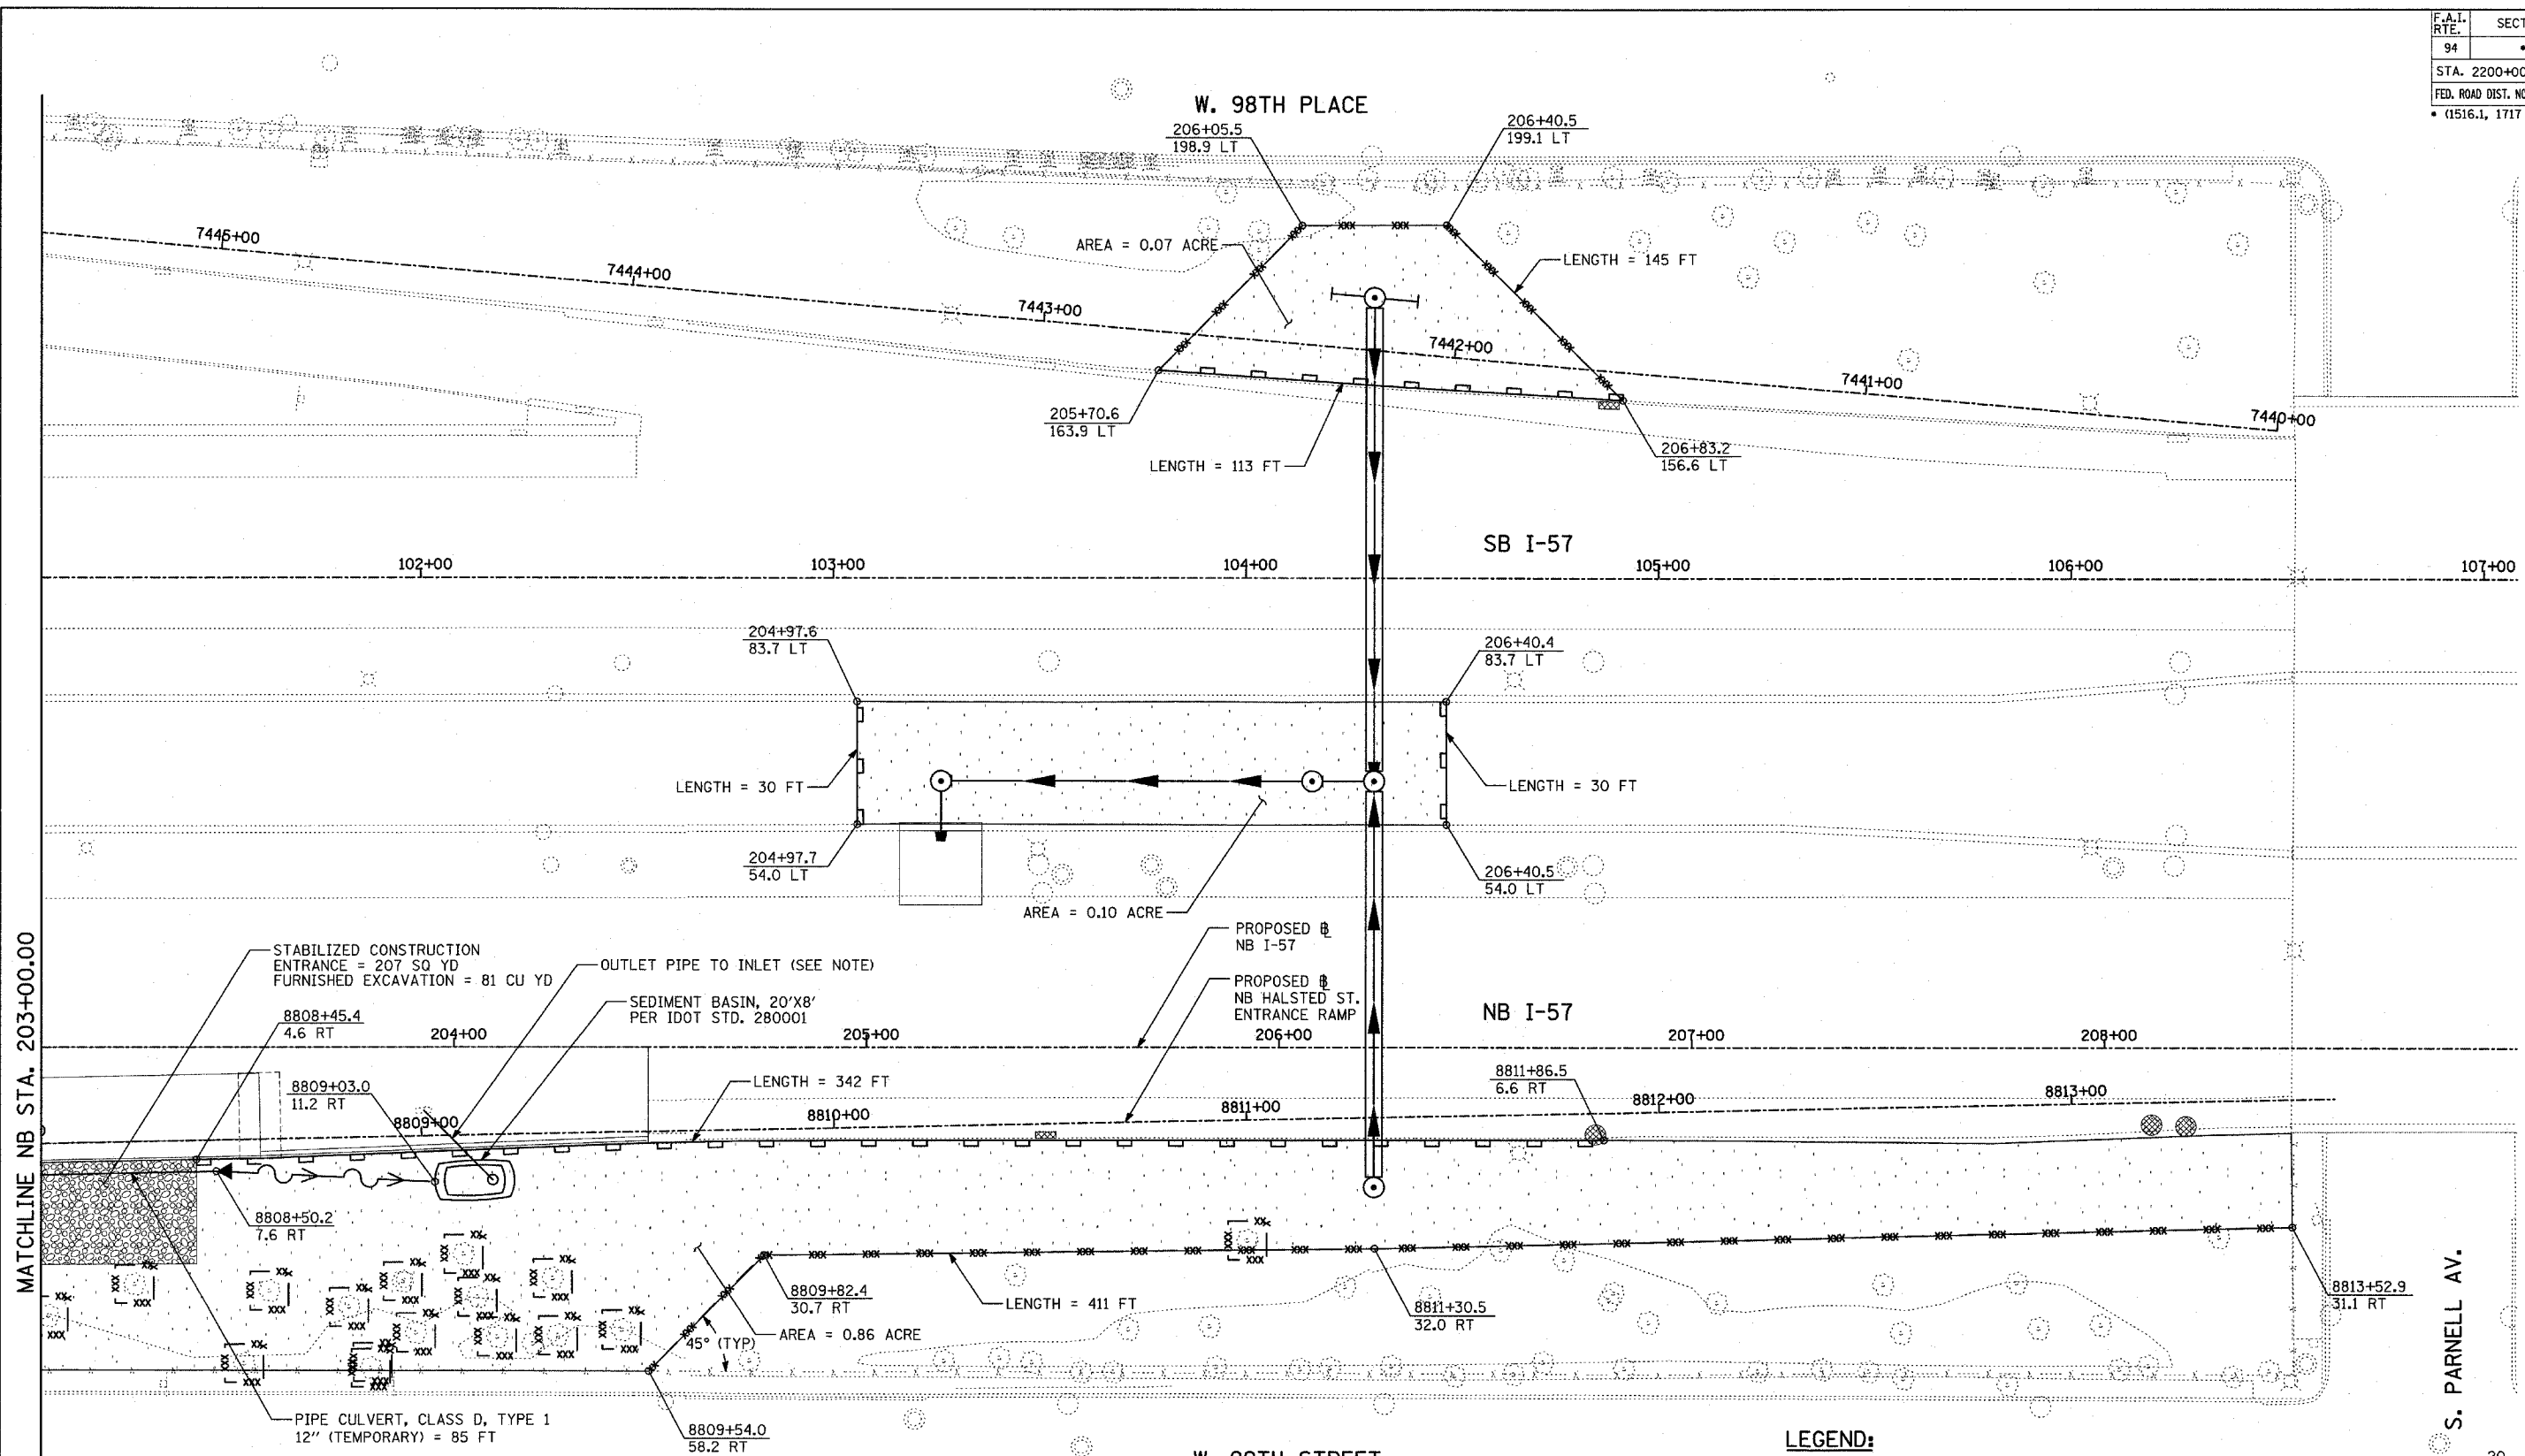 F.A.I.
RTE.
SECT
94
•
STA. 2200+00
FED. ROAD DIST. NO
• (1516.1, 1717
W. 98TH PLACE
206+05.5
198.9 LT
206+40.5
199.1 LT
AREA = 0.07 ACRE
LENGTH = 145 FT
7445+00
7444+00
7443+00
7442+00
7441+00
7440+00
205+70.6
163.9 LT
LENGTH = 113 FT
206+83.2
156.6 LT
SB I-57
102+00
103+00
104+00
105+00
106+00
107+00
204+97.6
83.7 LT
206+40.4
83.7 LT
LENGTH = 30 FT
LENGTH = 30 FT
204+97.7
54.0 LT
206+40.5
54.0 LT
AREA = 0.10 ACRE
MATCHLINE NB STA. 203+00.00
STABILIZED CONSTRUCTION
ENTRANCE = 207 SQ YD
FURNISHED EXCAVATION = 81 CU YD
OUTLET PIPE TO INLET (SEE NOTE)
SEDIMENT BASIN, 20'X8'
PER IDOT STD. 280001
PROPOSED ℄
NB I-57
PROPOSED ℄
NB HALSTED ST.
ENTRANCE RAMP
NB I-57
8808+45.4
4.6 RT
204+00
205+00
206+00
207+00
208+00
8809+03.0
11.2 RT
LENGTH = 342 FT
8811+86.5
6.6 RT
8809+00
8810+00
8811+00
8812+00
8813+00
8808+50.2
7.6 RT
8809+82.4
30.7 RT
LENGTH = 411 FT
8811+30.5
32.0 RT
8813+52.9
31.1 RT
AREA = 0.86 ACRE
45° (TYP)
PIPE CULVERT, CLASS D, TYPE 1
12" (TEMPORARY) = 85 FT
8809+54.0
58.2 RT
S. PARNELL AV.
LEGEND: